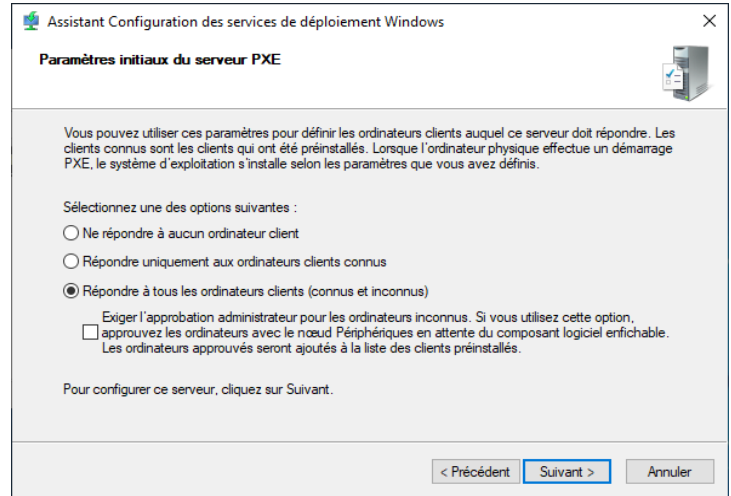 Assistant Configuration des services de déploiement Windows
Paramètres initiaux du serveur PXE
Vous pouvez utiliser ces paramètres pour définir les ordinateurs clients auquel ce serveur doit répondre. Les
clients connus sont les clients qui ont été préinstallés. Lorsque l'ordinateur physique effectue un démarrage
PXE, le système d'exploitation s'installe selon les paramètres que vous avez définis.
Sélectionnez une des options suivantes :
Ne répondre à aucun ordinateur client
Répondre uniquement aux ordinateurs clients connus
Répondre à tous les ordinateurs clients (connus et inconnus)
Exiger l'approbation administrateur pour les ordinateurs inconnus. Si vous utilisez cette option,
approuvez les ordinateurs avec le nœud Périphériques en attente du composant logiciel enfichable.
Les ordinateurs approuvés seront ajoutés à la liste des clients préinstallés.
Pour configurer ce serveur, cliquez sur Suivant.
< Précédent Suivant > Annuler